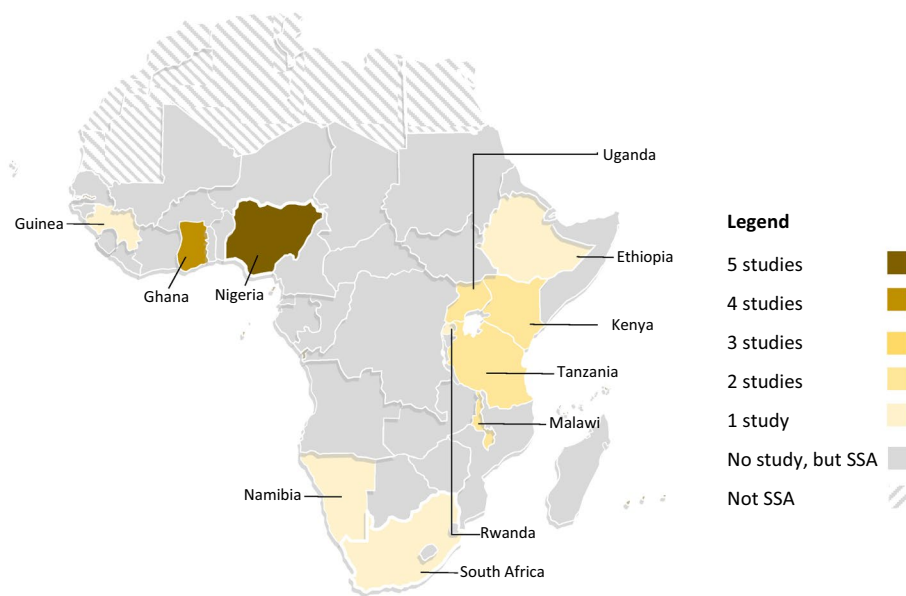 Uganda
Guinea
Ethiopia
Ghana
Nigeria
Kenya
Tanzania
Malawi
Namibia
Rwanda
South Africa
Legend
5 studies
4 studies
3 studies
2 studies
1 study
No study, but SSA
Not SSA